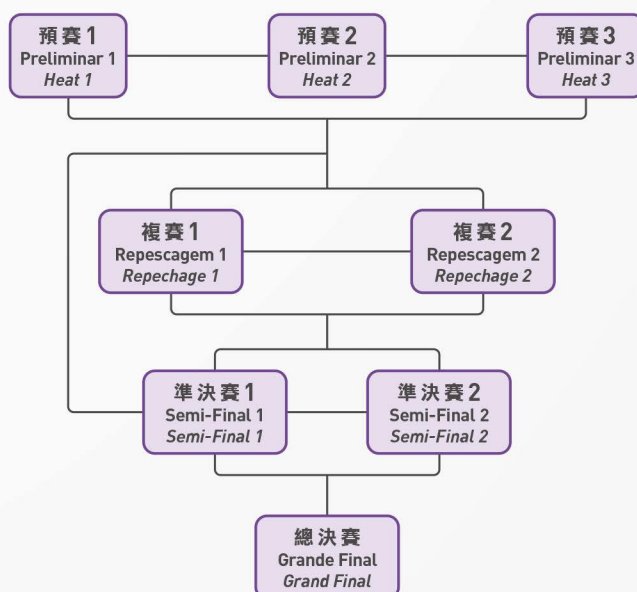 預賽1
Preliminar 1
Heat 1
預賽2
Preliminar 2
Heat 2
預賽3
Preliminar 3
Heat 3
複賽1
Repescagem 1
Repechage 1
複賽2
Repescagem 2
Repechage 2
準決賽1
Semi-Final 1
Semi-Final 1
準決賽2
Semi-Final 2
Semi-Final 2
總決賽
Grande Final
Grand Final